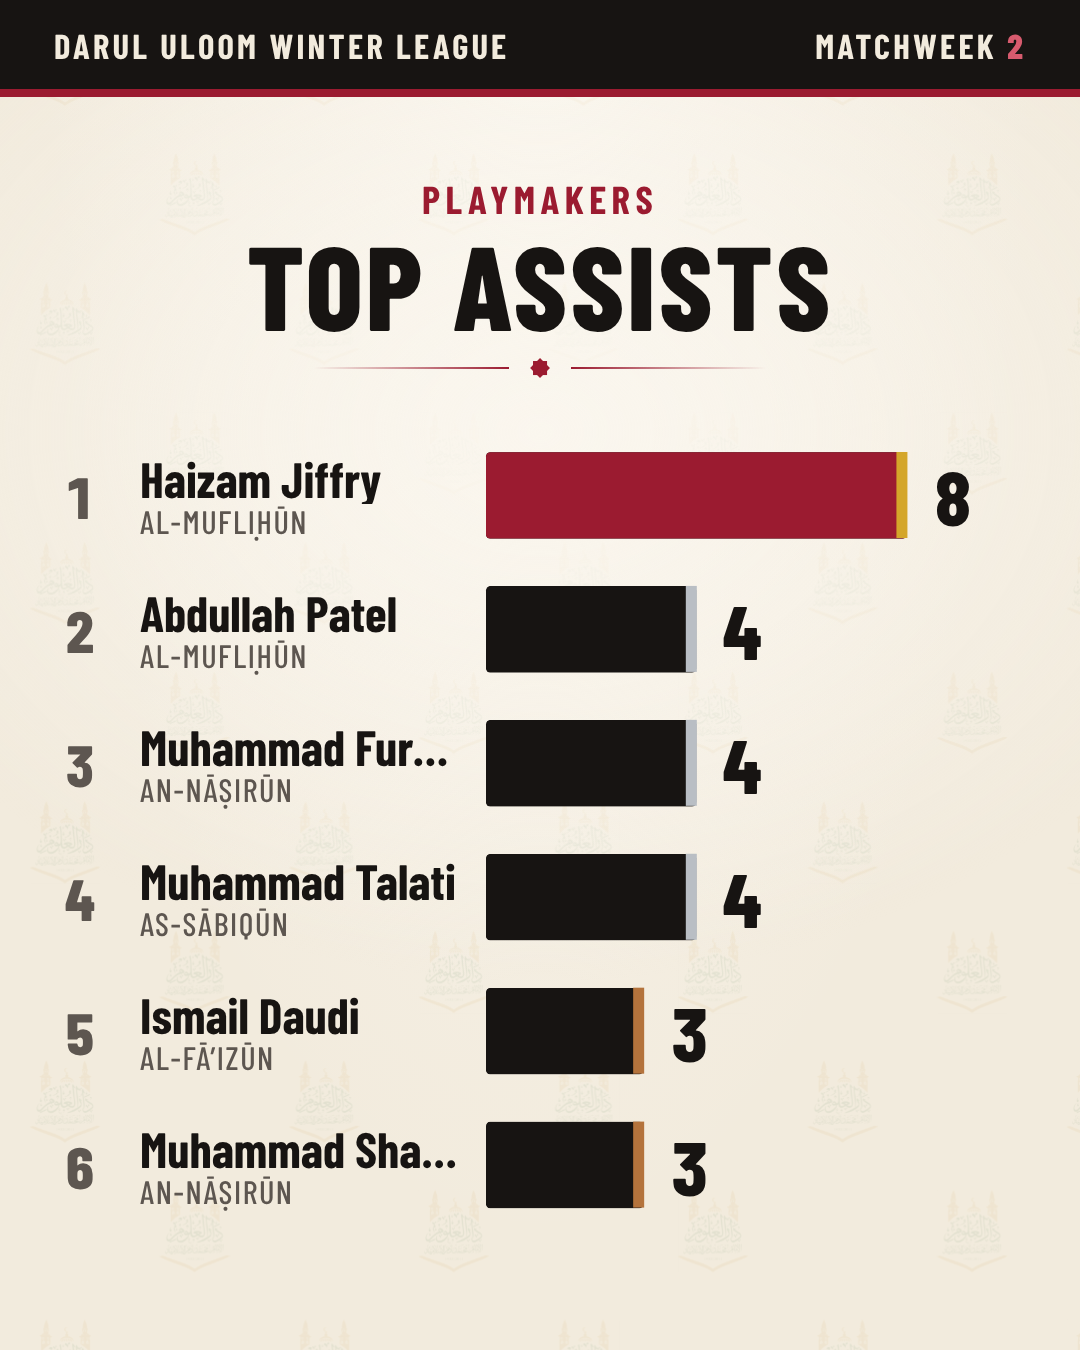 DARUL ULOOM WINTER LEAGUE
MATCHWEEK 2
PLAYMAKERS
TOP ASSISTS
1
Haizam Jiffry
AL-MUFLIḤŪN
8
2
Abdullah Patel
AL-MUFLIḤŪN
4
3
Muhammad Fur...
AN-NĀṢIRŪN
4
4
Muhammad Talati
AS-SĀBIQŪN
4
5
Ismail Daudi
AL-FĀ’IZŪN
3
6
Muhammad Sha...
AN-NĀṢIRŪN
3